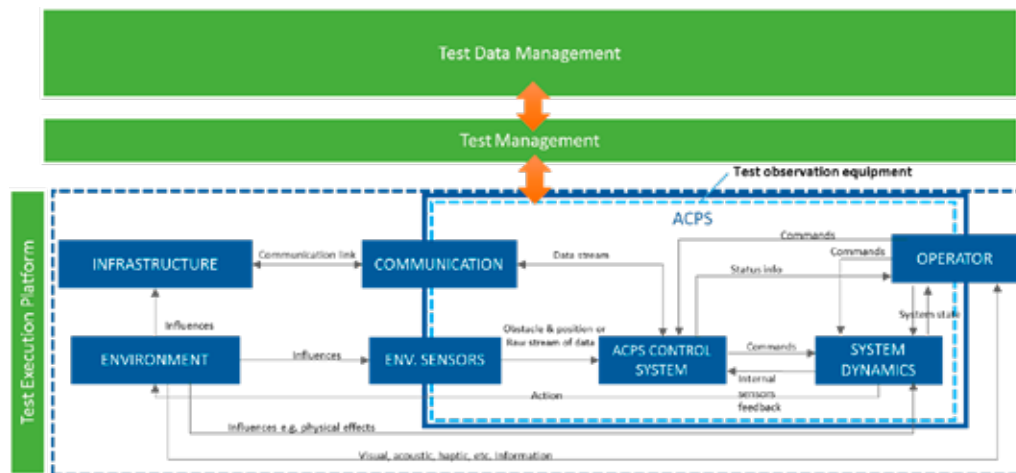 Test Data Management
Test Management
Test observation equipment
ACPS
Test Execution Platform
Commands
INFRASTRUCTURE
Communication link
COMMUNICATION
Data stream
Commands
OPERATOR
Status info
Influences
System state
Obstacle & position or
Raw stream of data
ENVIRONMENT
Influences
ENV. SENSORS
ACPS CONTROL
SYSTEM
Commands
SYSTEM
DYNAMICS
Internal
sensors
feedback
Action
Influences e.g. physical effects
Visual, acoustic, haptic, etc. Information